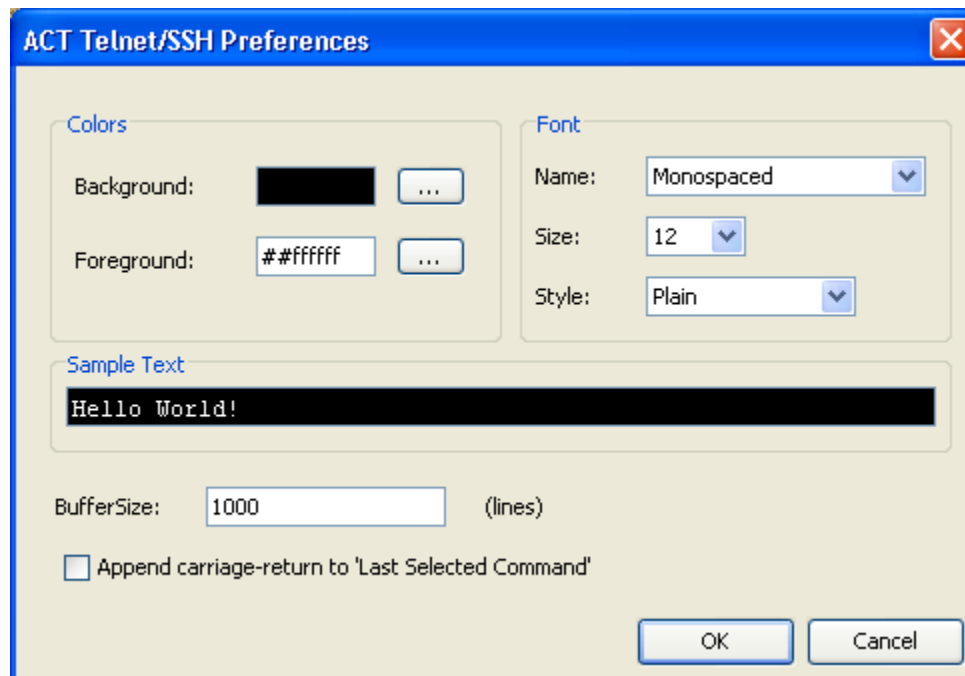 ACT Telnet/SSH Preferences
Colors
Background:
...
Foreground:
##ffffff
...
Font
Name:
Monospaced
Size:
12
Style:
Plain
Sample Text
Hello World!
BufferSize:
1000
(lines)
Append carriage-return to 'Last Selected Command'
OK
Cancel